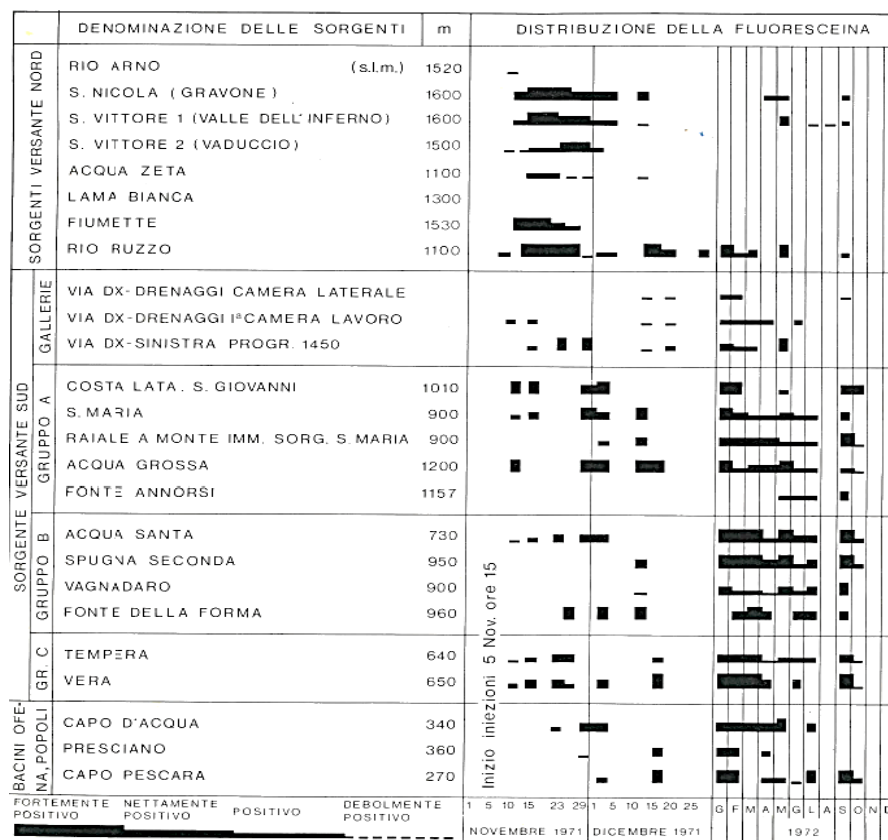 DENOMINAZIONE DELLE SORGENTI m DISTRIBUZIONE DELLA FLUORESCEINA
SORGENTI VERSANTE NORD
RIO ARNO (s.l.m.) 1520
S. NICOLA (GRAVONE) 1600
S. VITTORE 1 (VALLE DELL'INFERNO) 1600
S. VITTORE 2 (VADUCCIO) 1500
ACQUA ZETA 1100
LAMA BIANCA 1300
FIUMETTE 1530
RIO RUZZO 1100
SORGENTE VERSANTE SUD
GALLERIE
VIA DX-DRENAGGI CAMERA LATERALE
VIA DX-DRENAGGI Iª CAMERA LAVORO
VIA DX-SINISTRA PROGR. 1450
GRUPPO A
COSTA LATA. S. GIOVANNI 1010
S. MARIA 900
RAIALE A MONTE IMM. SORG. S. MARIA 900
ACQUA GROSSA 1200
FONTE ANNORSI 1157
GRUPPO B
ACQUA SANTA 730
SPUGNA SECONDA 950
VAGNADARO 900
FONTE DELLA FORMA 960
GR. C
TEMPERA 640
VERA 650
BACINI OFE-
NA, POPOLI
CAPO D'ACQUA 340
PRESCIANO 360
CAPO PESCARA 270
Inizio iniezioni 5 Nov. ore 15
FORTEMENTE POSITIVO
NETTAMENTE POSITIVO
POSITIVO
DEBOLMENTE POSITIVO
1 5 10 15 23 29 1 5 10 15 20 25 G F M A M G L A S O N D
NOVEMBRE 1971 DICEMBRE 1971 1972